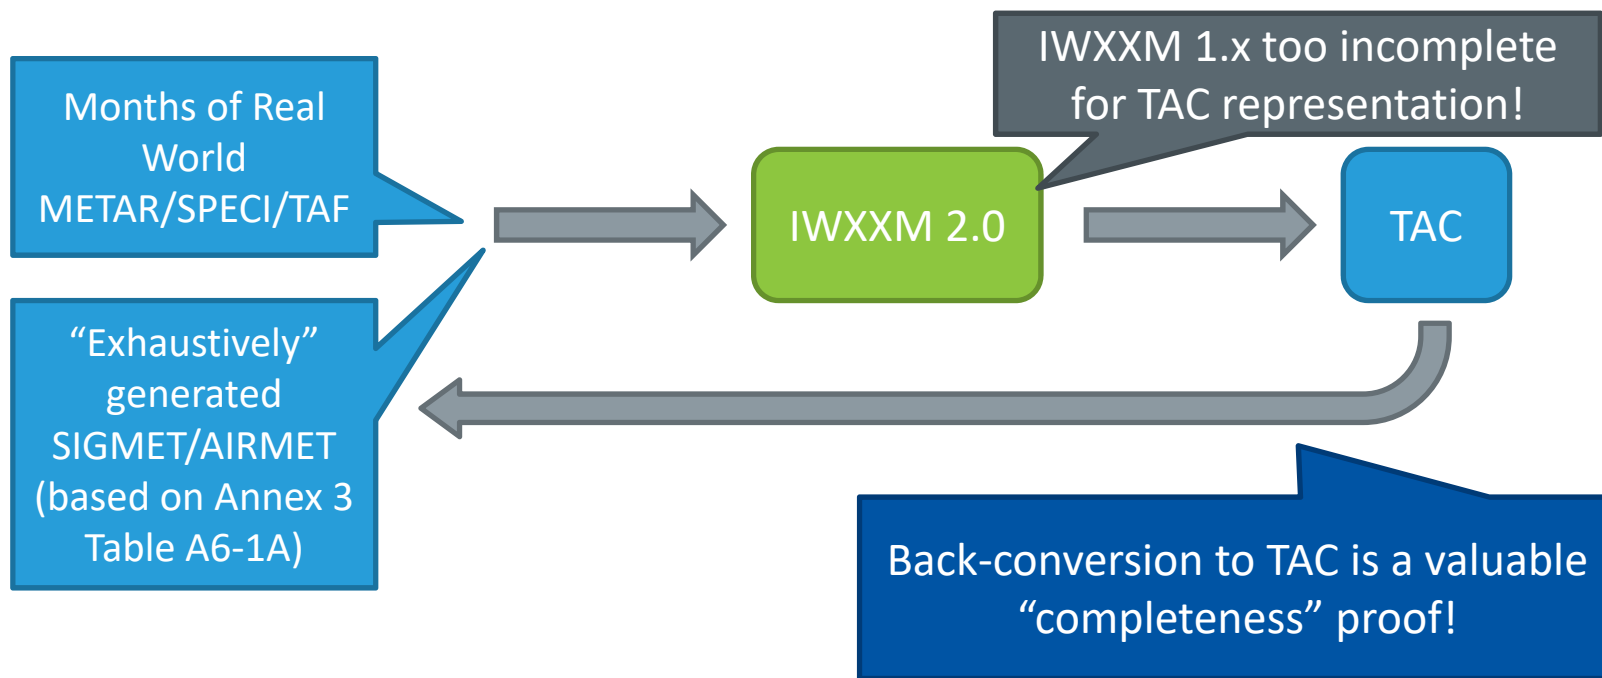 Months of Real
World
METAR/SPECI/TAF
IWXXM 1.x too incomplete
for TAC representation!
IWXXM 2.0
TAC
“Exhaustively”
generated
SIGMET/AIRMET
(based on Annex 3
Table A6-1A)
Back-conversion to TAC is a valuable
“completeness” proof!